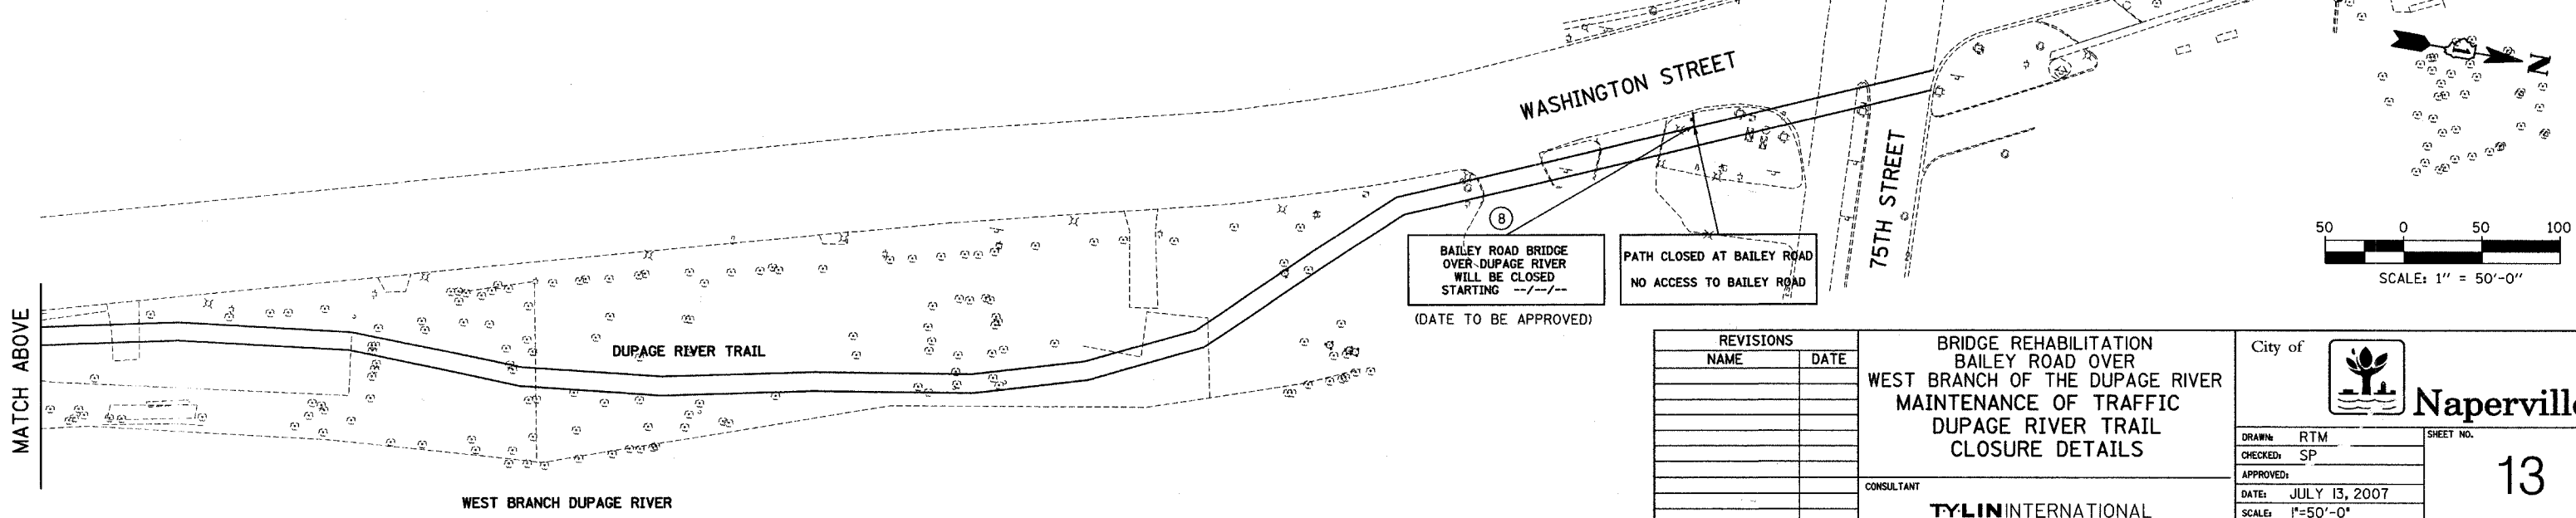 WASHINGTON STREET
N
75TH STREET
8
BAILEY ROAD BRIDGE
OVER DUPAGE RIVER
WILL BE CLOSED
STARTING --/--/--
(DATE TO BE APPROVED)
PATH CLOSED AT BAILEY ROAD
NO ACCESS TO BAILEY ROAD
50 0 50 100
SCALE: 1" = 50'-0"
MATCH ABOVE
DUPAGE RIVER TRAIL
WEST BRANCH DUPAGE RIVER
REVISIONS
NAME DATE
BRIDGE REHABILITATION
BAILEY ROAD OVER
WEST BRANCH OF THE DUPAGE RIVER
MAINTENANCE OF TRAFFIC
DUPAGE RIVER TRAIL
CLOSURE DETAILS
CONSULTANT
TYLININTERNATIONAL
City of
Naperville
DRAWN: RTM
CHECKED: SP
APPROVED:
DATE: JULY 13, 2007
SCALE: 1"=50'-0"
SHEET NO.
13